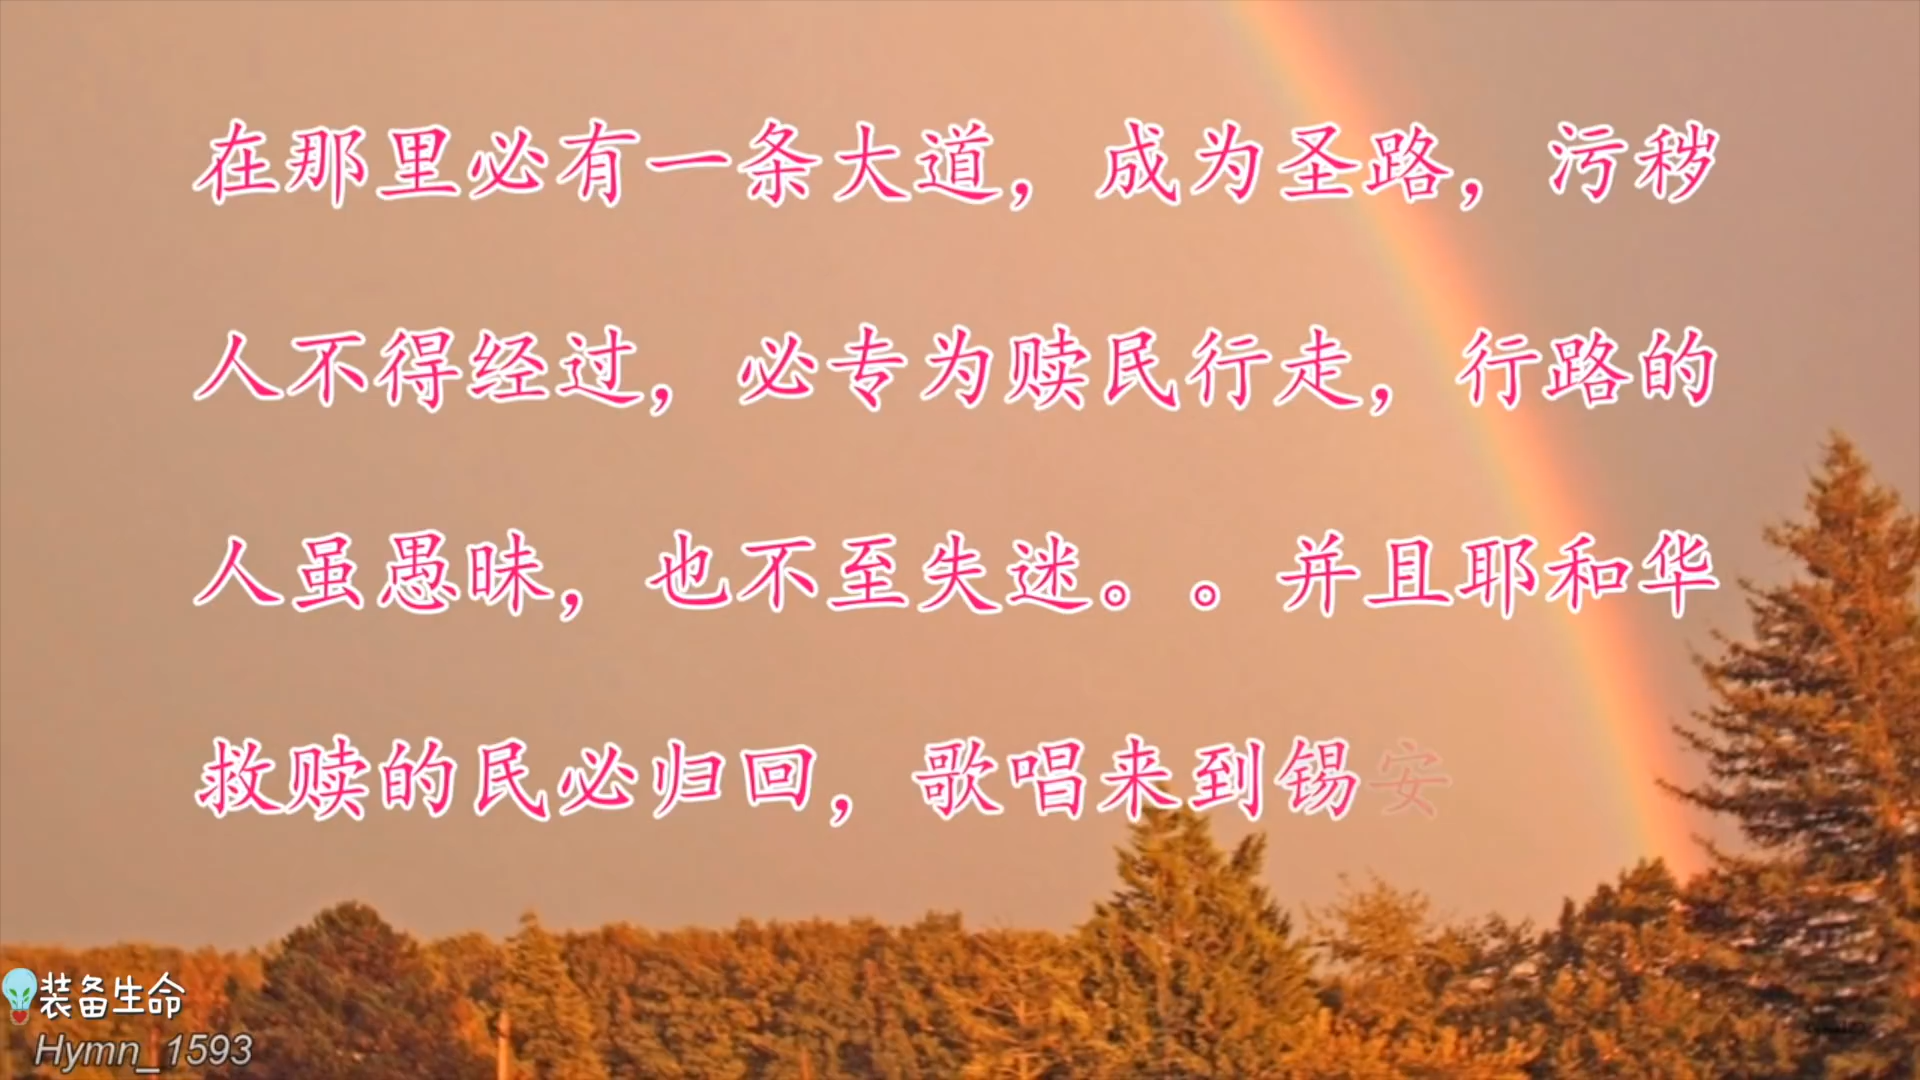 在那里必有一条大道，成为圣路，污秽
人不得经过，必专为赎民行走，行路的
人虽愚昧，也不至失迷。。并且耶和华
救赎的民必归回，歌唱来到锡安
装备生命
Hymn_1593